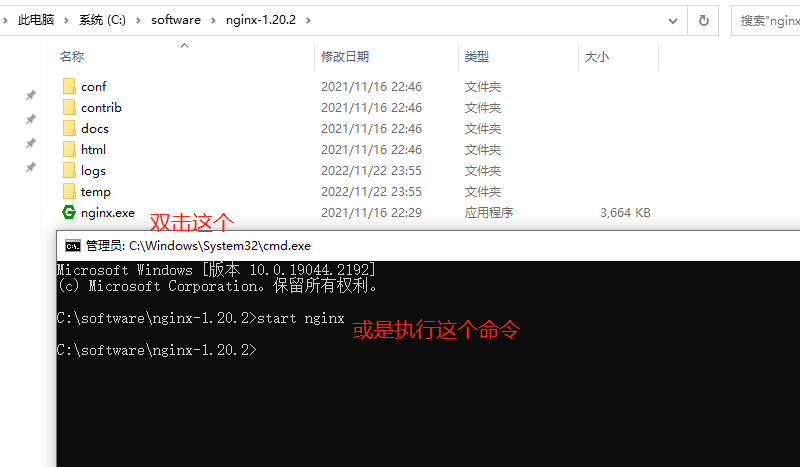 此电脑 > 系统 (C:) > software > nginx-1.20.2 >
搜索"nginx
名称 修改日期 类型 大小
conf 2021/11/16 22:46 文件夹
contrib 2021/11/16 22:46 文件夹
docs 2021/11/16 22:46 文件夹
html 2021/11/16 22:46 文件夹
logs 2022/11/22 23:55 文件夹
temp 2022/11/22 23:55 文件夹
nginx.exe 2021/11/16 22:29 应用程序 3,664 KB
双击这个
管理员: C:\Windows\System32\cmd.exe
Microsoft Windows [版本 10.0.19044.2192]
(c) Microsoft Corporation。保留所有权利。
C:\software\nginx-1.20.2>start nginx
或是执行这个命令
C:\software\nginx-1.20.2>